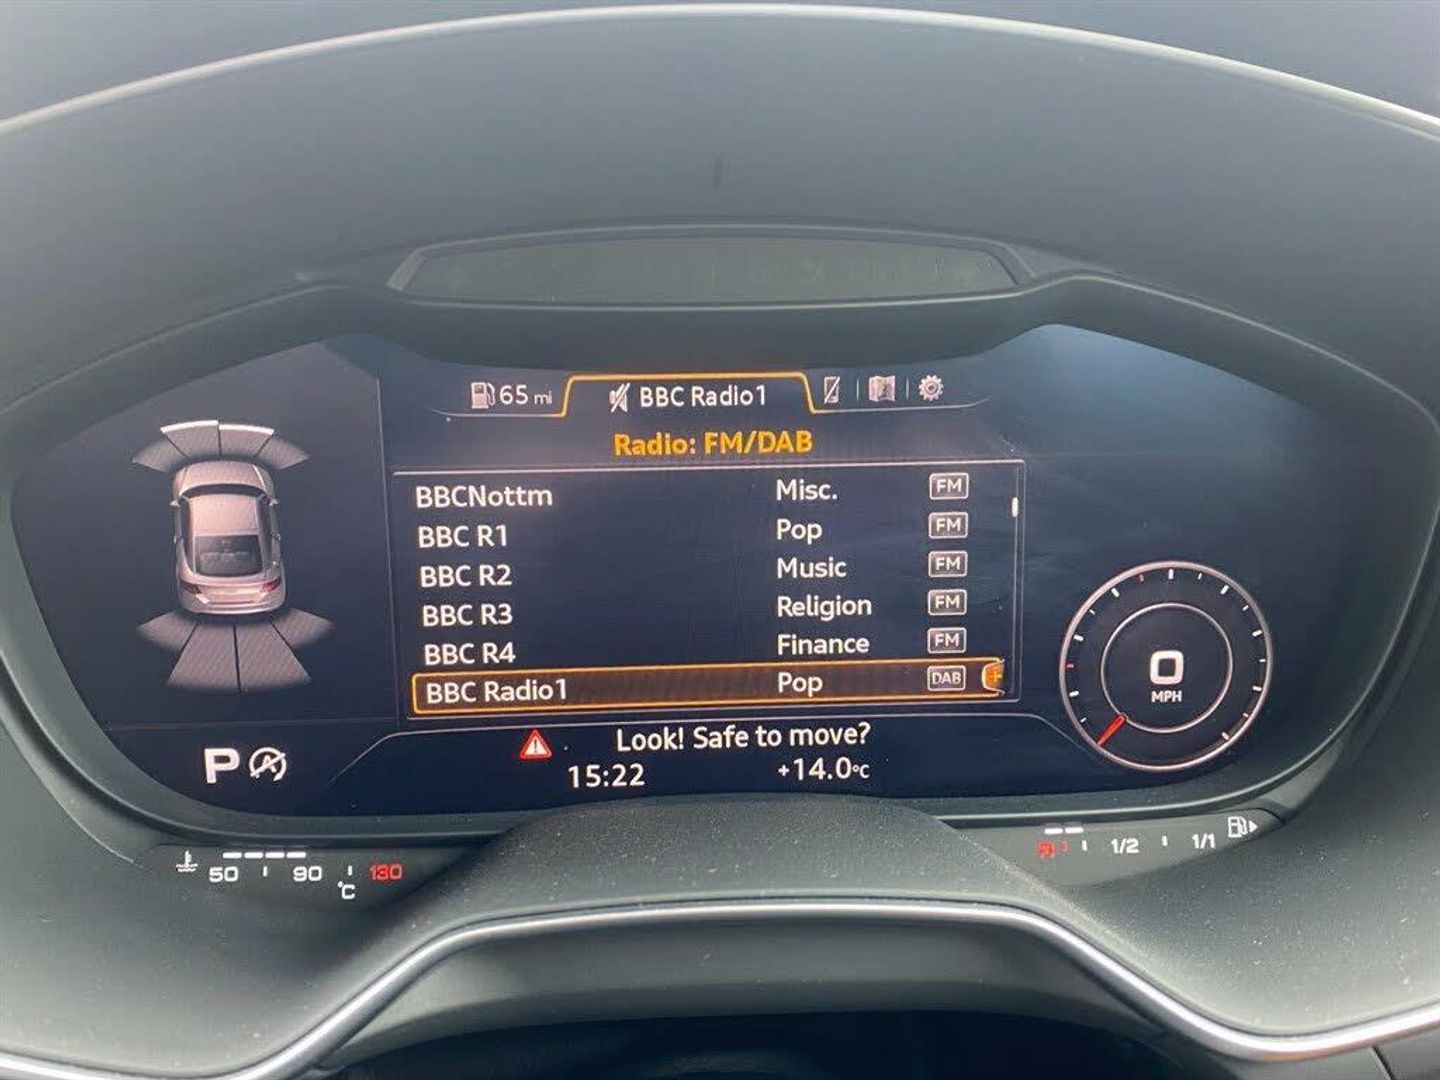 65 mi BBC Radio1
Radio: FM/DAB
BBCNottm Misc. FM
BBC R1 Pop FM
BBC R2 Music FM
BBC R3 Religion FM
BBC R4 Finance FM
BBC Radio1 Pop DAB
0
MPH
Look! Safe to move?
P A
15:22 +14.0°C
50 90 130
°C
R 1/2 1/1